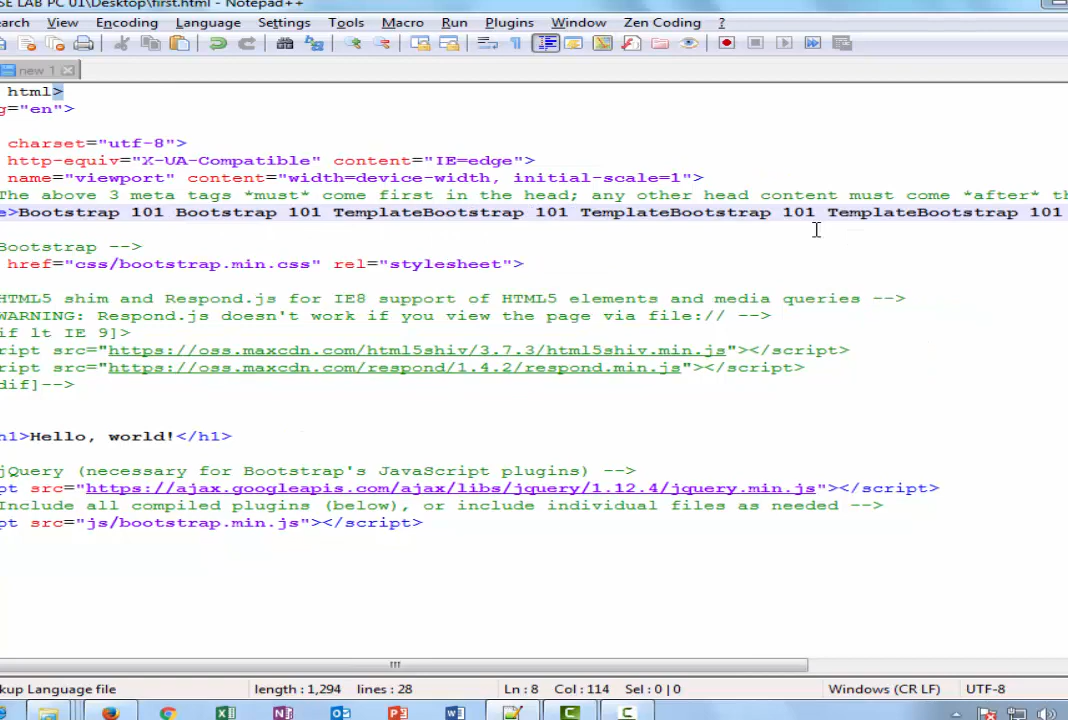 SE LAB PC 01\Desktop\first.html - Notepad++
earch View Encoding Language Settings Tools Macro Run Plugins Window Zen Coding ?
new 1
html>
g="en">
charset="utf-8">
http-equiv="X-UA-Compatible" content="IE=edge">
name="viewport" content="width=device-width, initial-scale=1">
The above 3 meta tags *must* come first in the head; any other head content must come *after* th
e>Bootstrap 101 Bootstrap 101 TemplateBootstrap 101 TemplateBootstrap 101 TemplateBootstrap 101
Bootstrap -->
href="css/bootstrap.min.css" rel="stylesheet">
HTML5 shim and Respond.js for IE8 support of HTML5 elements and media queries -->
WARNING: Respond.js doesn't work if you view the page via file:// -->
if lt IE 9]>
ript src="https://oss.maxcdn.com/html5shiv/3.7.3/html5shiv.min.js"></script>
ript src="https://oss.maxcdn.com/respond/1.4.2/respond.min.js"></script>
dif]-->
h1>Hello, world!</h1>
jQuery (necessary for Bootstrap's JavaScript plugins) -->
pt src="https://ajax.googleapis.com/ajax/libs/jquery/1.12.4/jquery.min.js"></script>
Include all compiled plugins (below), or include individual files as needed -->
pt src="js/bootstrap.min.js"></script>
kup Language file length : 1,294 lines : 28 Ln : 8 Col : 114 Sel : 0 | 0 Windows (CR LF) UTF-8